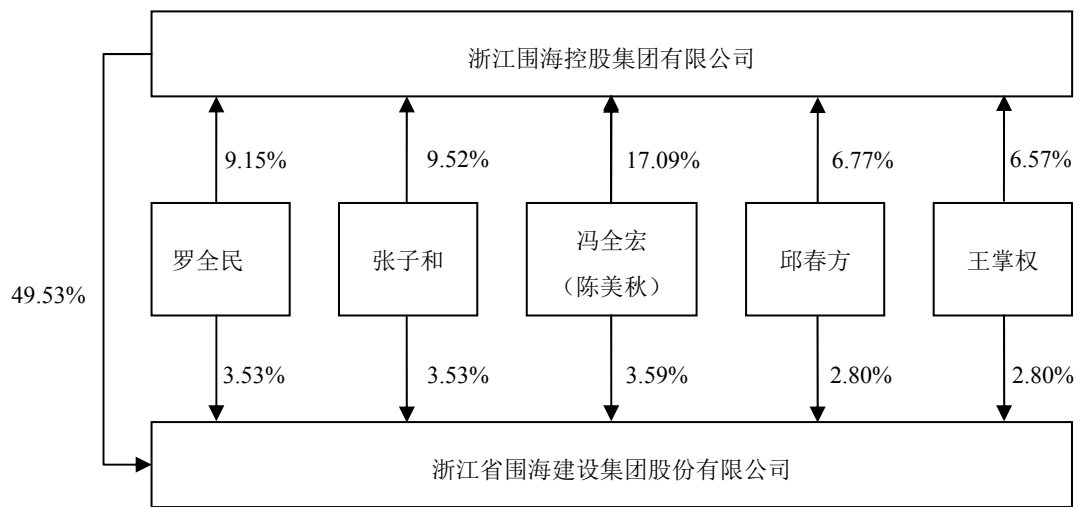 浙江围海控股集团有限公司
9.15%
9.52%
17.09%
6.77%
6.57%
罗全民
张子和
冯全宏
（陈美秋）
邱春方
王掌权
49.53%
3.53%
3.53%
3.59%
2.80%
2.80%
浙江省围海建设集团股份有限公司